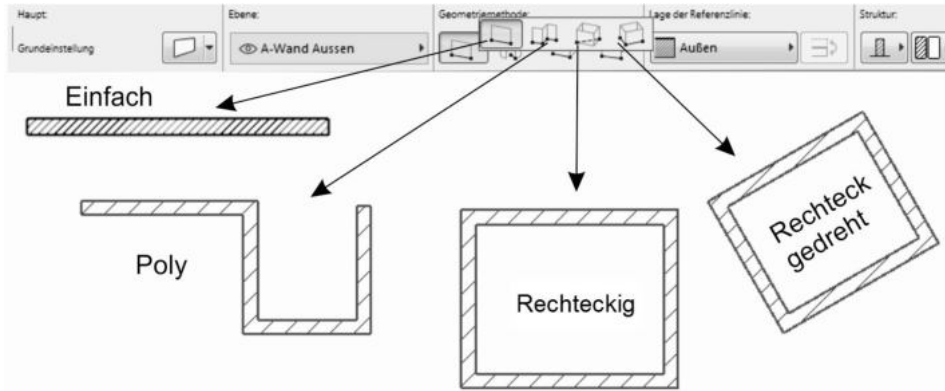 Haupt:
Ebene:
Geometriemethode:
Lage der Referenzlinie:
Struktur:
Grundeinstellung
A-Wand Aussen
Außen
Einfach
Poly
Rechteckig
Rechteck
gedreht